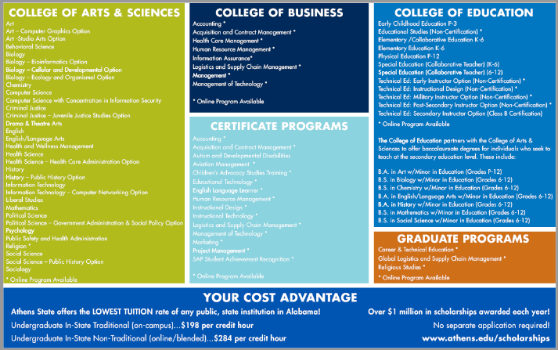 COLLEGE OF ARTS & SCIENCES
Art
Art – Computer Graphics Option
Art -Studio Arts Option
Behavioral Science
Biology
Biology – Bioinformatics Option
Biology – Cellular and Developmental Option
Biology – Ecology and Organismal Option
Chemistry
Computer Science
Computer Science with Concentration in Information Security
Criminal Justice
Criminal Justice – Juvenile Justice Studies Option
Drama & Theatre Arts
English
English/Language Arts
Health and Wellness Management
Health Science
Health Science – Health Care Administration Option
History
History – Public History Option
Information Technology
Information Technology – Computer Networking Option
Liberal Studies
Mathematics
Political Science
Political Science – Government Administration & Social Policy Option
Psychology
Public Safety and Health Administration
Religion *
Social Science
Social Science – Public History Option
Sociology
* Online Program Available
COLLEGE OF BUSINESS
Accounting *
Acquisition and Contract Management *
Health Care Management *
Human Resource Management *
Information Assurance*
Logistics and Supply Chain Management *
Management *
Management of Technology *
* Online Program Available
CERTIFICATE PROGRAMS
Accounting *
Acquisition and Contract Management *
Autism and Developmental Disabilities
Aviation Management *
Children's Advocacy Studies Training *
Educational Technology *
English Language Learner *
Human Resource Management *
Instructional Design *
Instructional Technology *
Logistics and Supply Chain Management *
Management of Technology *
Marketing *
Project Management *
SAP Student Achievement Recognition *
* Online Program Available
COLLEGE OF EDUCATION
Early Childhood Education P-3
Educational Studies (Non-Certification) *
Elementary /Collaborative Education K-6
Elementary Education K-6
Physical Education P-12
Special Education (Collaborative Teacher) (K-6)
Special Education (Collaborative Teacher) (6-12)
Technical Ed: Early Instructor Option (Non-Certification) *
Technical Ed: Instructional Design (Non-Certification) *
Technical Ed: Military Instructor Option (Non-Certification) *
Technical Ed: Post-Secondary Instructor Option (Non-Certification) *
Technical Ed: Secondary Instructor Option (Class B Certification)
* Online Program Available
The College of Education partners with the College of Arts &
Sciences to offer baccalaureate degrees for individuals who seek to
teach at the secondary education level. These include:
B.A. in Art w/Minor in Education (Grades P-12)
B.S. in Biology w/Minor in Education (Grades 6-12)
B.S. in Chemistry w/Minor in Education (Grades 6-12)
B.A. in English/Language Arts w/Minor in Education (Grades 6-12)
B.A. in History w/Minor in Education (Grades 6-12)
B.S. in Mathematics w/Minor in Education (Grades 6-12)
B.S. in Social Science w/Minor in Education (Grades 6-12)
GRADUATE PROGRAMS
Career & Technical Education *
Global Logistics and Supply Chain Management *
Religious Studies *
* Online Program Available
YOUR COST ADVANTAGE
Athens State offers the LOWEST TUITION rate of any public, state institution in Alabama!
Undergraduate In-State Traditional (on-campus)...$198 per credit hour
Undergraduate In-State Non-Traditional (online/blended)...$284 per credit hour
Over $1 million in scholarships awarded each year!
No separate application required!
www.athens.edu/scholarships